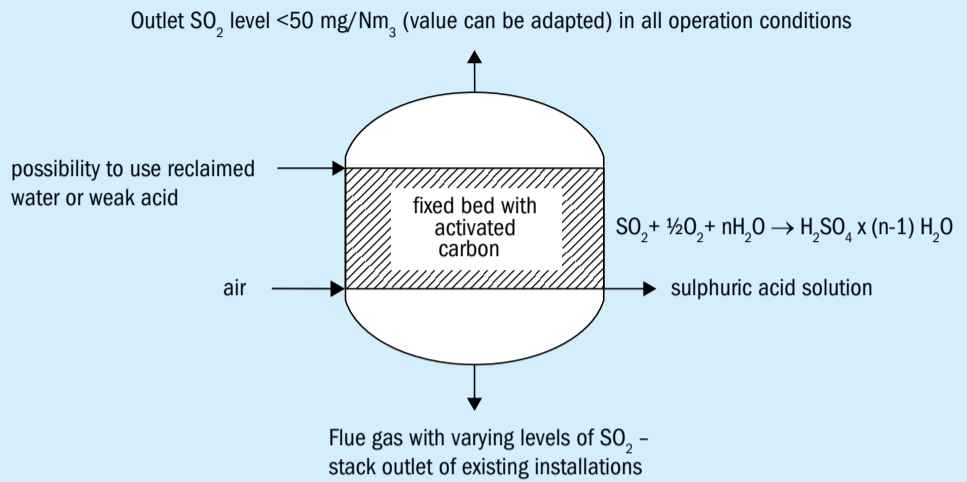 Outlet SO₂ level <50 mg/Nm₃ (value can be adapted) in all operation conditions
possibility to use reclaimed
water or weak acid
fixed bed with
activated
carbon
SO₂+ ½O₂+ nH₂O → H₂SO₄ x (n-1) H₂O
air
sulphuric acid solution
Flue gas with varying levels of SO₂ –
stack outlet of existing installations